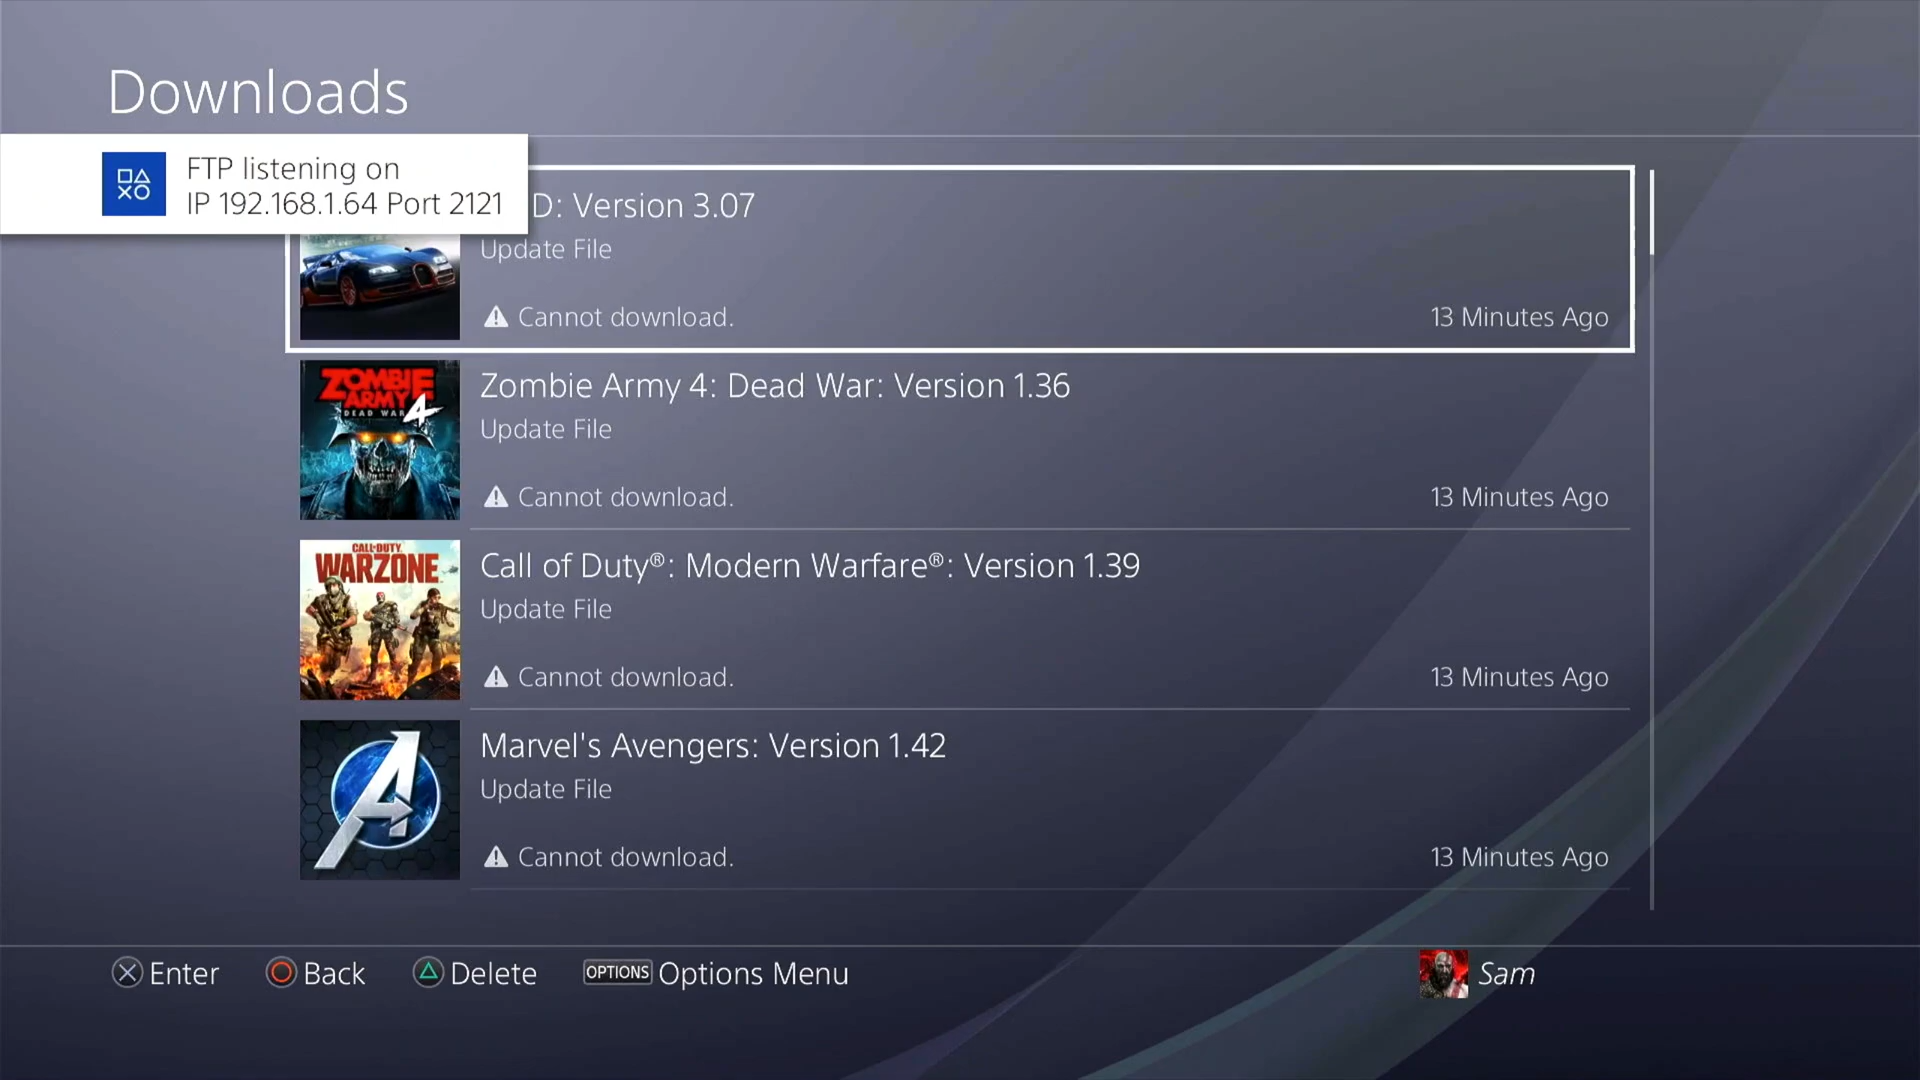 Downloads
FTP listening on
IP 192.168.1.64 Port 2121
D: Version 3.07
Update File
Cannot download.
13 Minutes Ago
ZOMBIE
ARMY
DEAD WAR 4
Zombie Army 4: Dead War: Version 1.36
Update File
Cannot download.
13 Minutes Ago
CALL OF DUTY
WARZONE
Call of Duty®: Modern Warfare®: Version 1.39
Update File
Cannot download.
13 Minutes Ago
A
Marvel's Avengers: Version 1.42
Update File
Cannot download.
13 Minutes Ago
Enter Back Delete OPTIONS Options Menu Sam